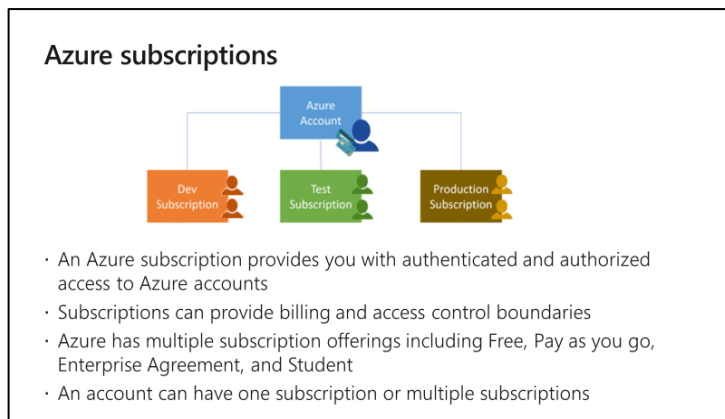 Azure subscriptions
Azure
Account
Dev
Subscription
Test
Subscription
Production
Subscription
· An Azure subscription provides you with authenticated and authorized
access to Azure accounts
· Subscriptions can provide billing and access control boundaries
· Azure has multiple subscription offerings including Free, Pay as you go,
Enterprise Agreement, and Student
· An account can have one subscription or multiple subscriptions